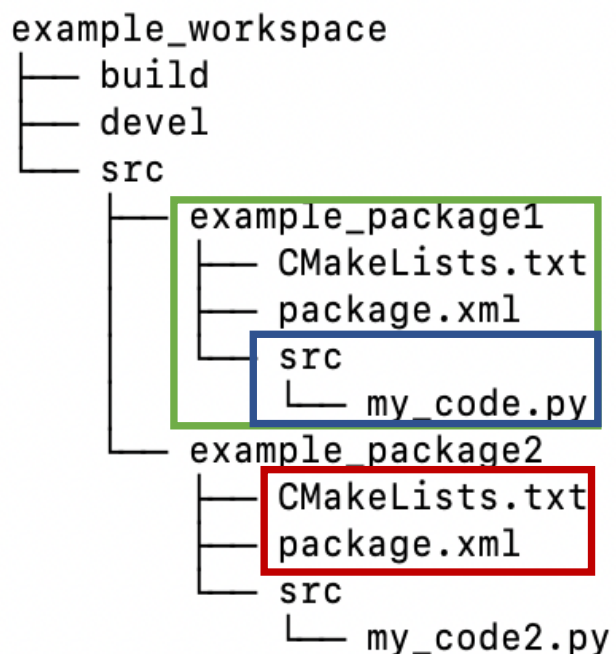 example_workspace
build
devel
src
example_package1
CMakeLists.txt
package.xml
src
my_code.py
example_package2
CMakeLists.txt
package.xml
src
my_code2.py